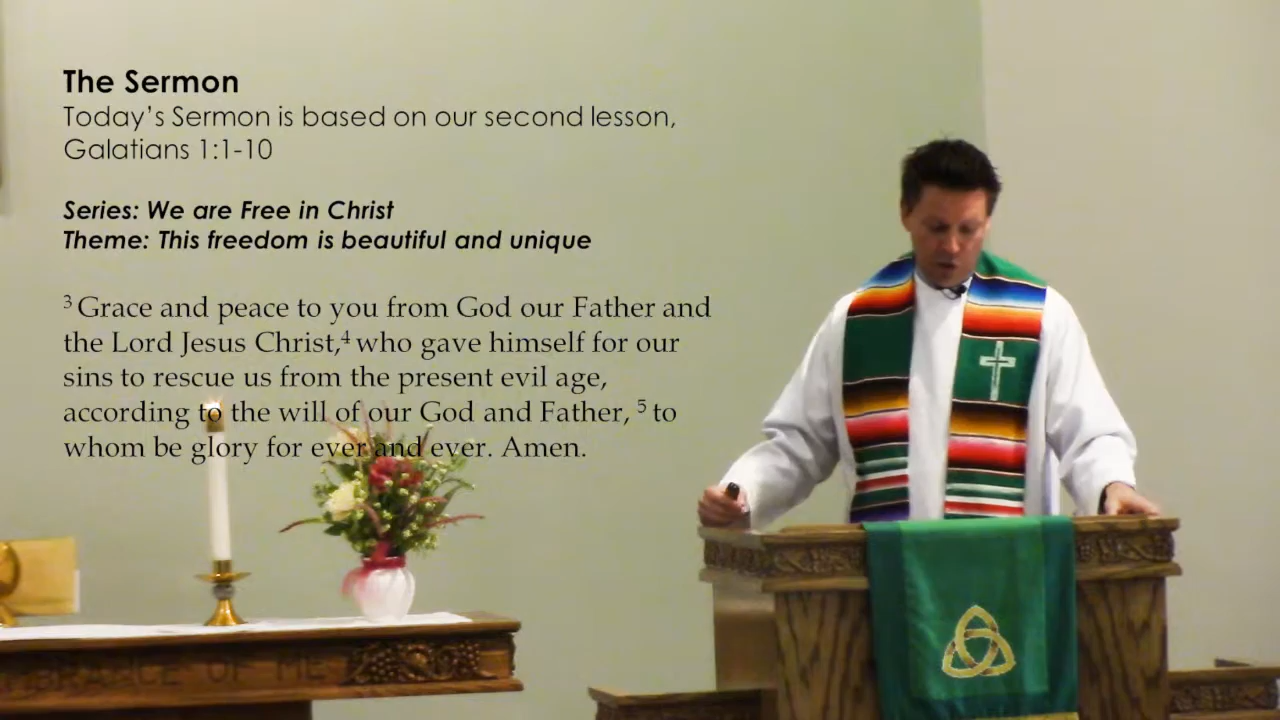 The Sermon
Today's Sermon is based on our second lesson,
Galatians 1:1-10
Series: We are Free in Christ
Theme: This freedom is beautiful and unique
3 Grace and peace to you from God our Father and
the Lord Jesus Christ,4 who gave himself for our
sins to rescue us from the present evil age,
according to the will of our God and Father, 5 to
whom be glory for ever and ever. Amen.
OF ME